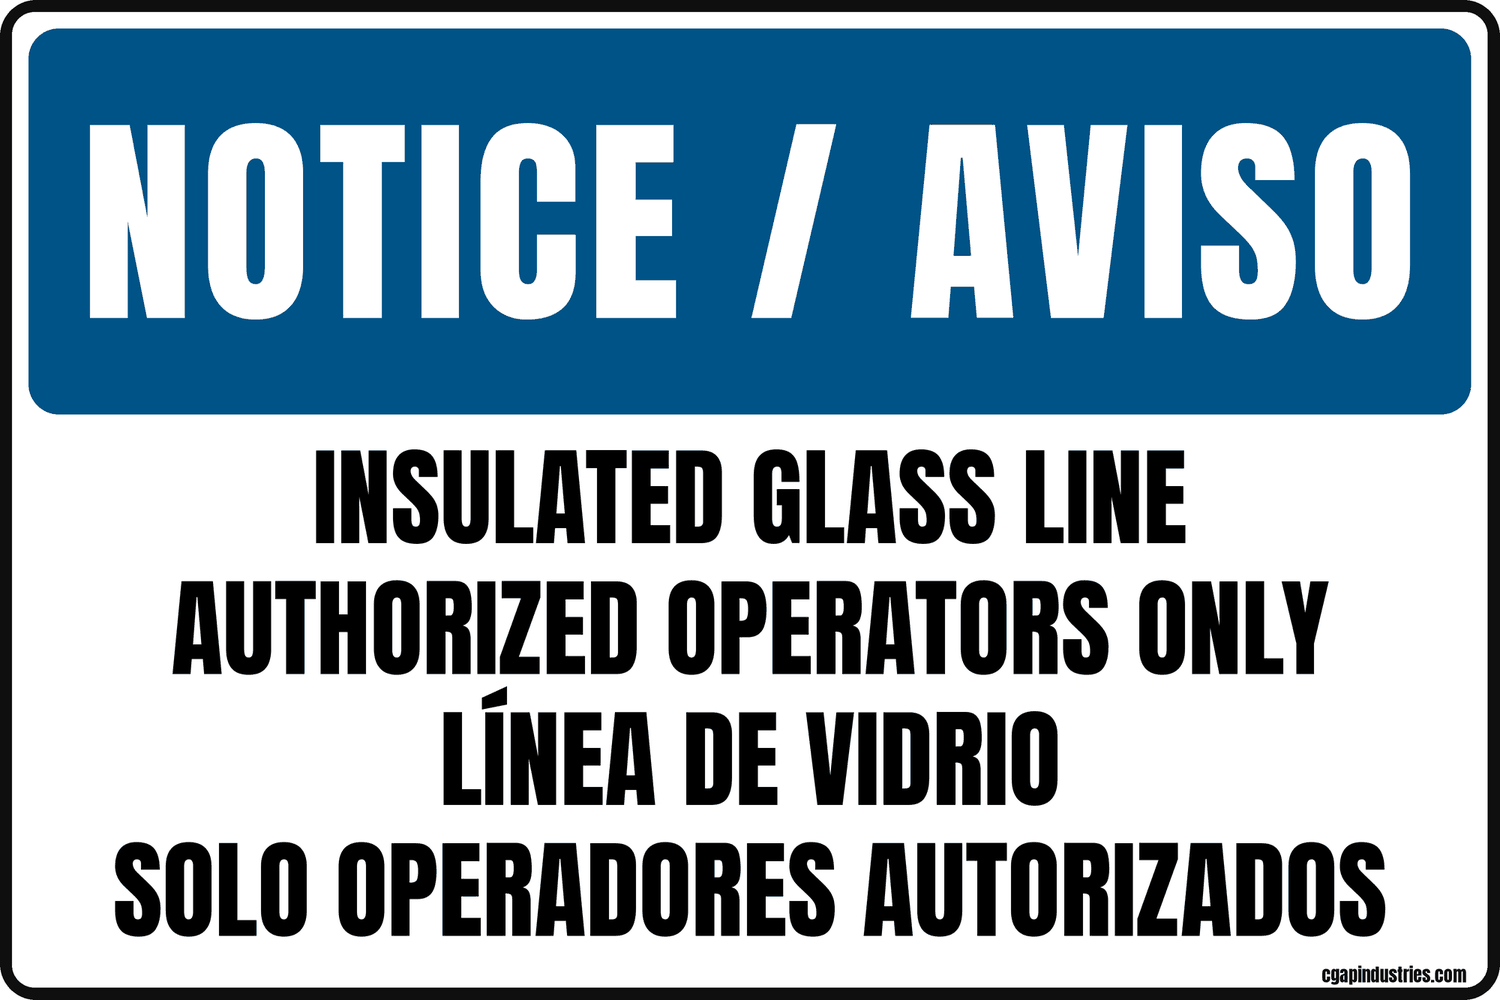 NOTICE / AVISO
INSULATED GLASS LINE
AUTHORIZED OPERATORS ONLY
LÍNEA DE VIDRIO
SOLO OPERADORES AUTORIZADOS
cgapindustries.com